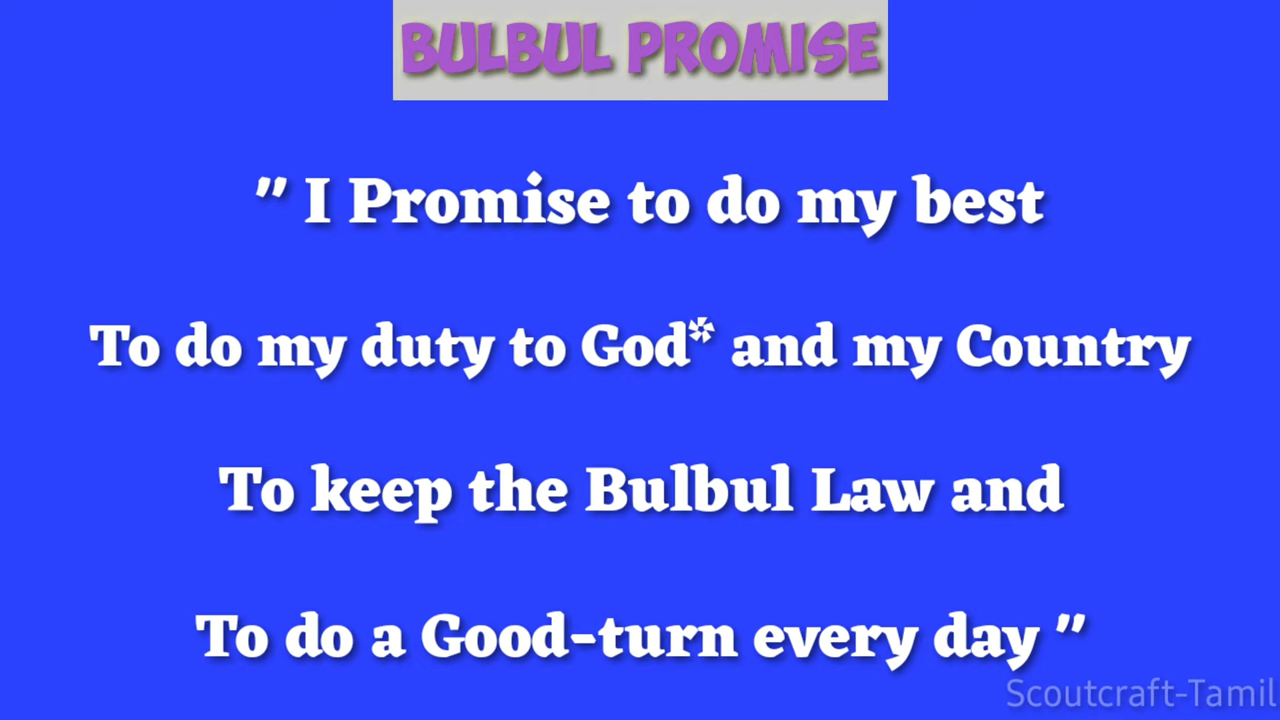 BULBUL PROMISE
" I Promise to do my best
To do my duty to God* and my Country
To keep the Bulbul Law and
To do a Good-turn every day "
Scoutcraft-Tamil